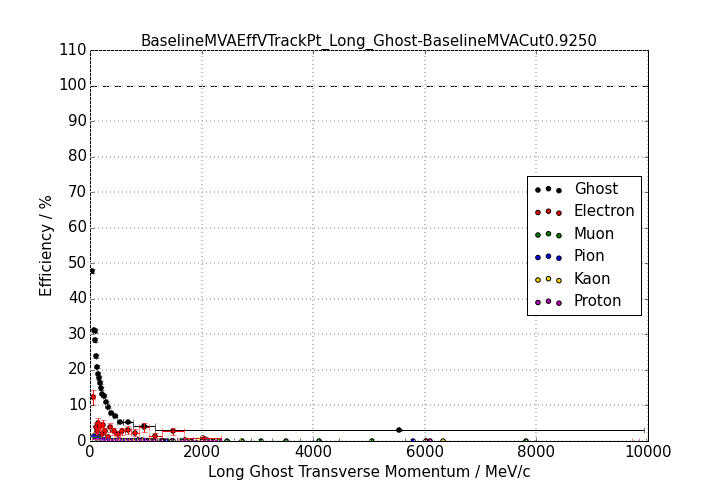 BaselineMVAEffVTrackPt_Long_Ghost-BaselineMVACut0.9250
110
100
90
80
70
60
50
40
30
20
10
0
Efficiency / %
Ghost
Electron
Muon
Pion
Kaon
Proton
0 2000 4000 6000 8000 10000
Long Ghost Transverse Momentum / MeV/c